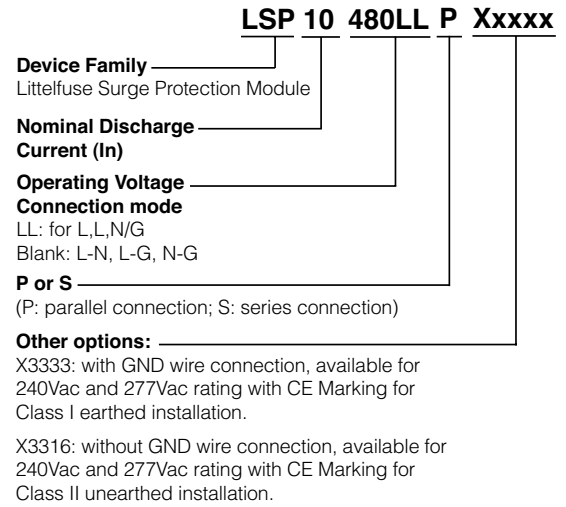 LSP 10 480LL P Xxxxx
Device Family
Littelfuse Surge Protection Module
Nominal Discharge
Current (In)
Operating Voltage
Connection mode
LL: for L,L,N/G
Blank: L-N, L-G, N-G
P or S
(P: parallel connection; S: series connection)
Other options:
X3333: with GND wire connection, available for
240Vac and 277Vac rating with CE Marking for
Class I earthed installation.
X3316: without GND wire connection, available for
240Vac and 277Vac rating with CE Marking for
Class II unearthed installation.